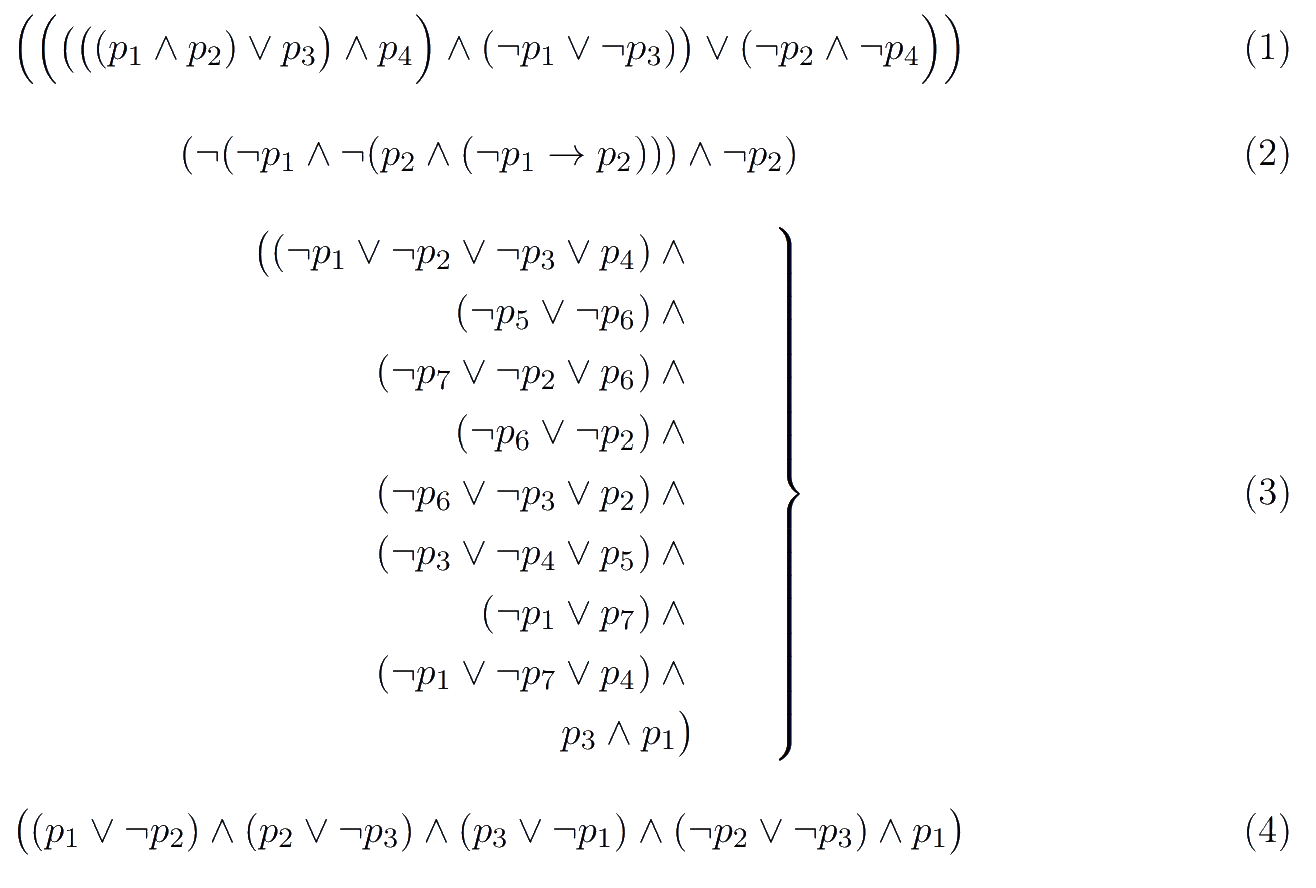 (((((p₁ ∧ p₂) ∨ p₃) ∧ p₄) ∧ (¬p₁ ∨ ¬p₃)) ∨ (¬p₂ ∧ ¬p₄)) (1)
(¬(¬p₁ ∧ ¬(p₂ ∧ (¬p₁ → p₂))) ∧ ¬p₂) (2)
((¬p₁ ∨ ¬p₂ ∨ ¬p₃ ∨ p₄) ∧
(¬p₅ ∨ ¬p₆) ∧
(¬p₇ ∨ ¬p₂ ∨ p₆) ∧
(¬p₆ ∨ ¬p₂) ∧
(¬p₆ ∨ ¬p₃ ∨ p₂) ∧ (3)
(¬p₃ ∨ ¬p₄ ∨ p₅) ∧
(¬p₁ ∨ p₇) ∧
(¬p₁ ∨ ¬p₇ ∨ p₄) ∧
p₃ ∧ p₁)
((p₁ ∨ ¬p₂) ∧ (p₂ ∨ ¬p₃) ∧ (p₃ ∨ ¬p₁) ∧ (¬p₂ ∨ ¬p₃) ∧ p₁) (4)